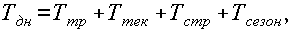 Tдн = Tтр + Tтек + Tстр + Tсезон,